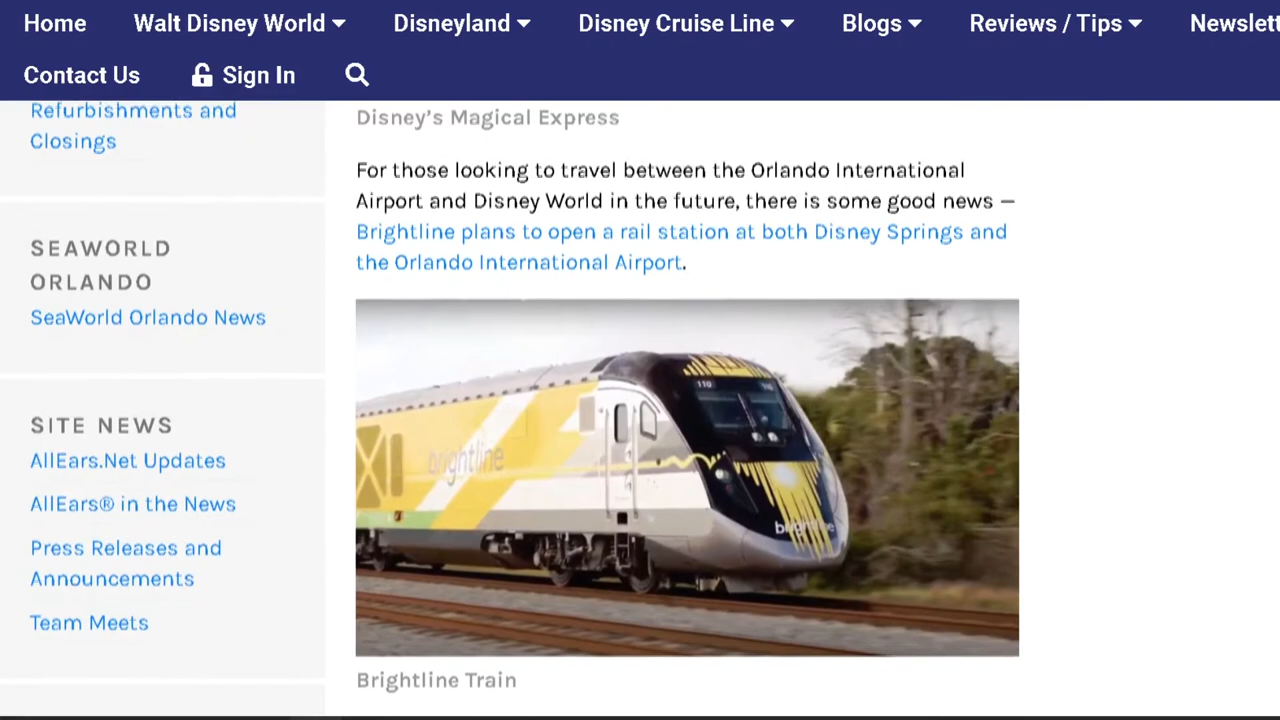 Home Walt Disney World Disneyland Disney Cruise Line Blogs Reviews / Tips Newslett
Contact Us Sign In
Refurbishments and
Closings
SEAWORLD
ORLANDO
SeaWorld Orlando News
SITE NEWS
AllEars.Net Updates
AllEars® in the News
Press Releases and
Announcements
Team Meets
Disney’s Magical Express
For those looking to travel between the Orlando International
Airport and Disney World in the future, there is some good news —
Brightline plans to open a rail station at both Disney Springs and
the Orlando International Airport.
110 110
brightline
brightline
Brightline Train